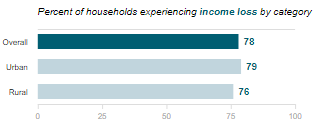 Percent of households experiencing income loss by category
Overall 78
Urban 79
Rural 76
0 25 50 75 100